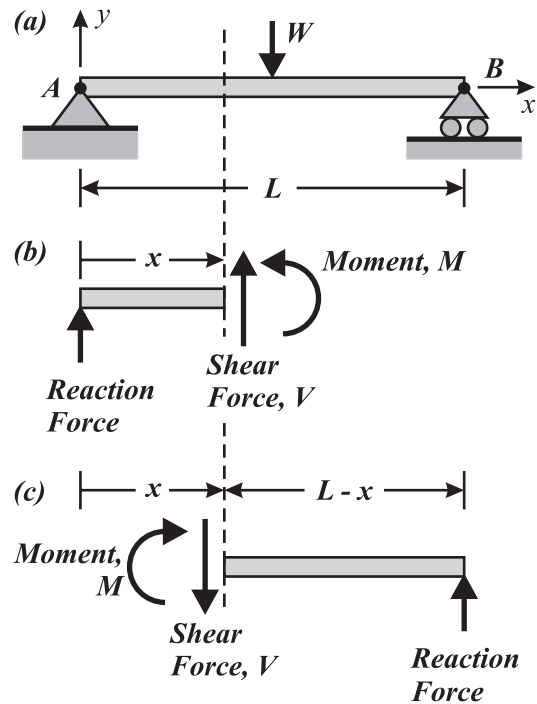 (a)
y
W
A
B
x
L
(b)
x
Moment, M
Reaction
Force
Shear
Force, V
(c)
x
L - x
Moment,
M
Shear
Force, V
Reaction
Force